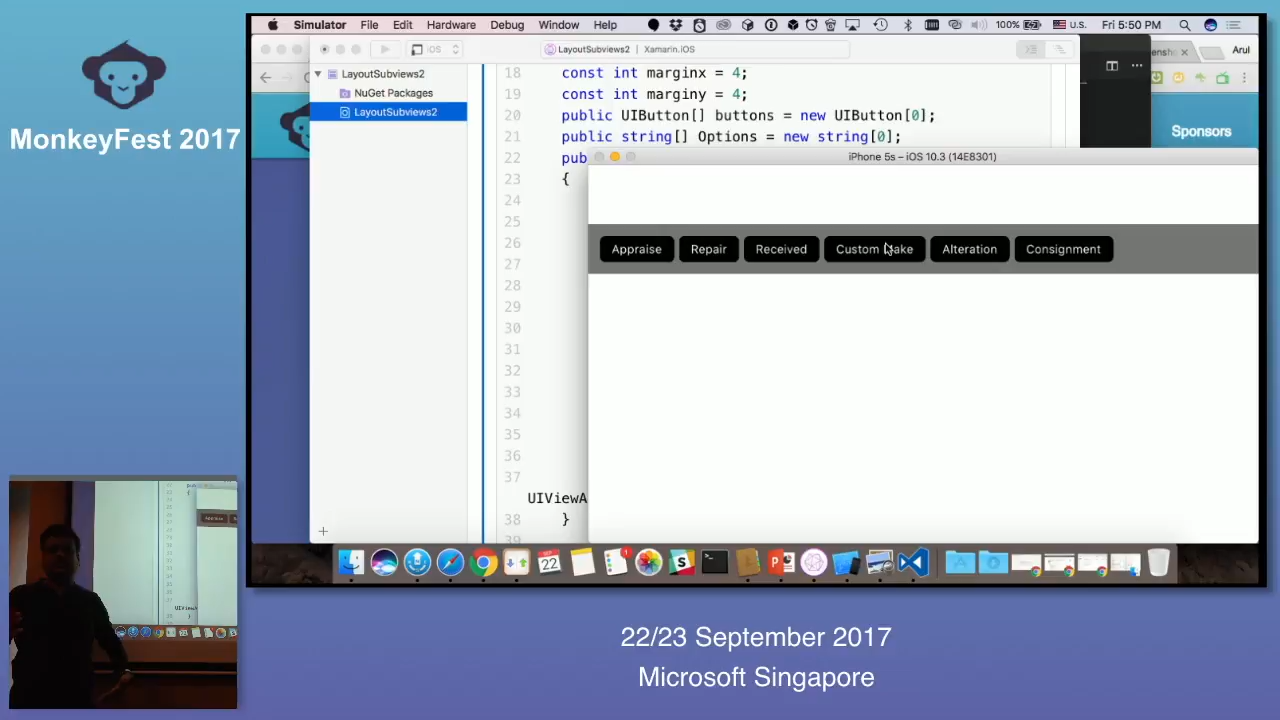 MonkeyFest 2017
Simulator File Edit Hardware Debug Window Help
100% U.S. Fri 5:50 PM
iOS
LayoutSubviews2 Xamarin.iOS
Arul
LayoutSubviews2
NuGet Packages
LayoutSubviews2
Sponsors
18 const int marginx = 4;
19 const int marginy = 4;
20 public UIButton[] buttons = new UIButton[0];
21 public string[] Options = new string[0];
22 pub
iPhone 5s – iOS 10.3 (14E8301)
23 {
24
25
26
Appraise Repair Received Custom Make Alteration Consignment
27
28
29
30
31
32
33
34
35
36
37
UIViewA
38 }
39
22
1
22/23 September 2017
Microsoft Singapore